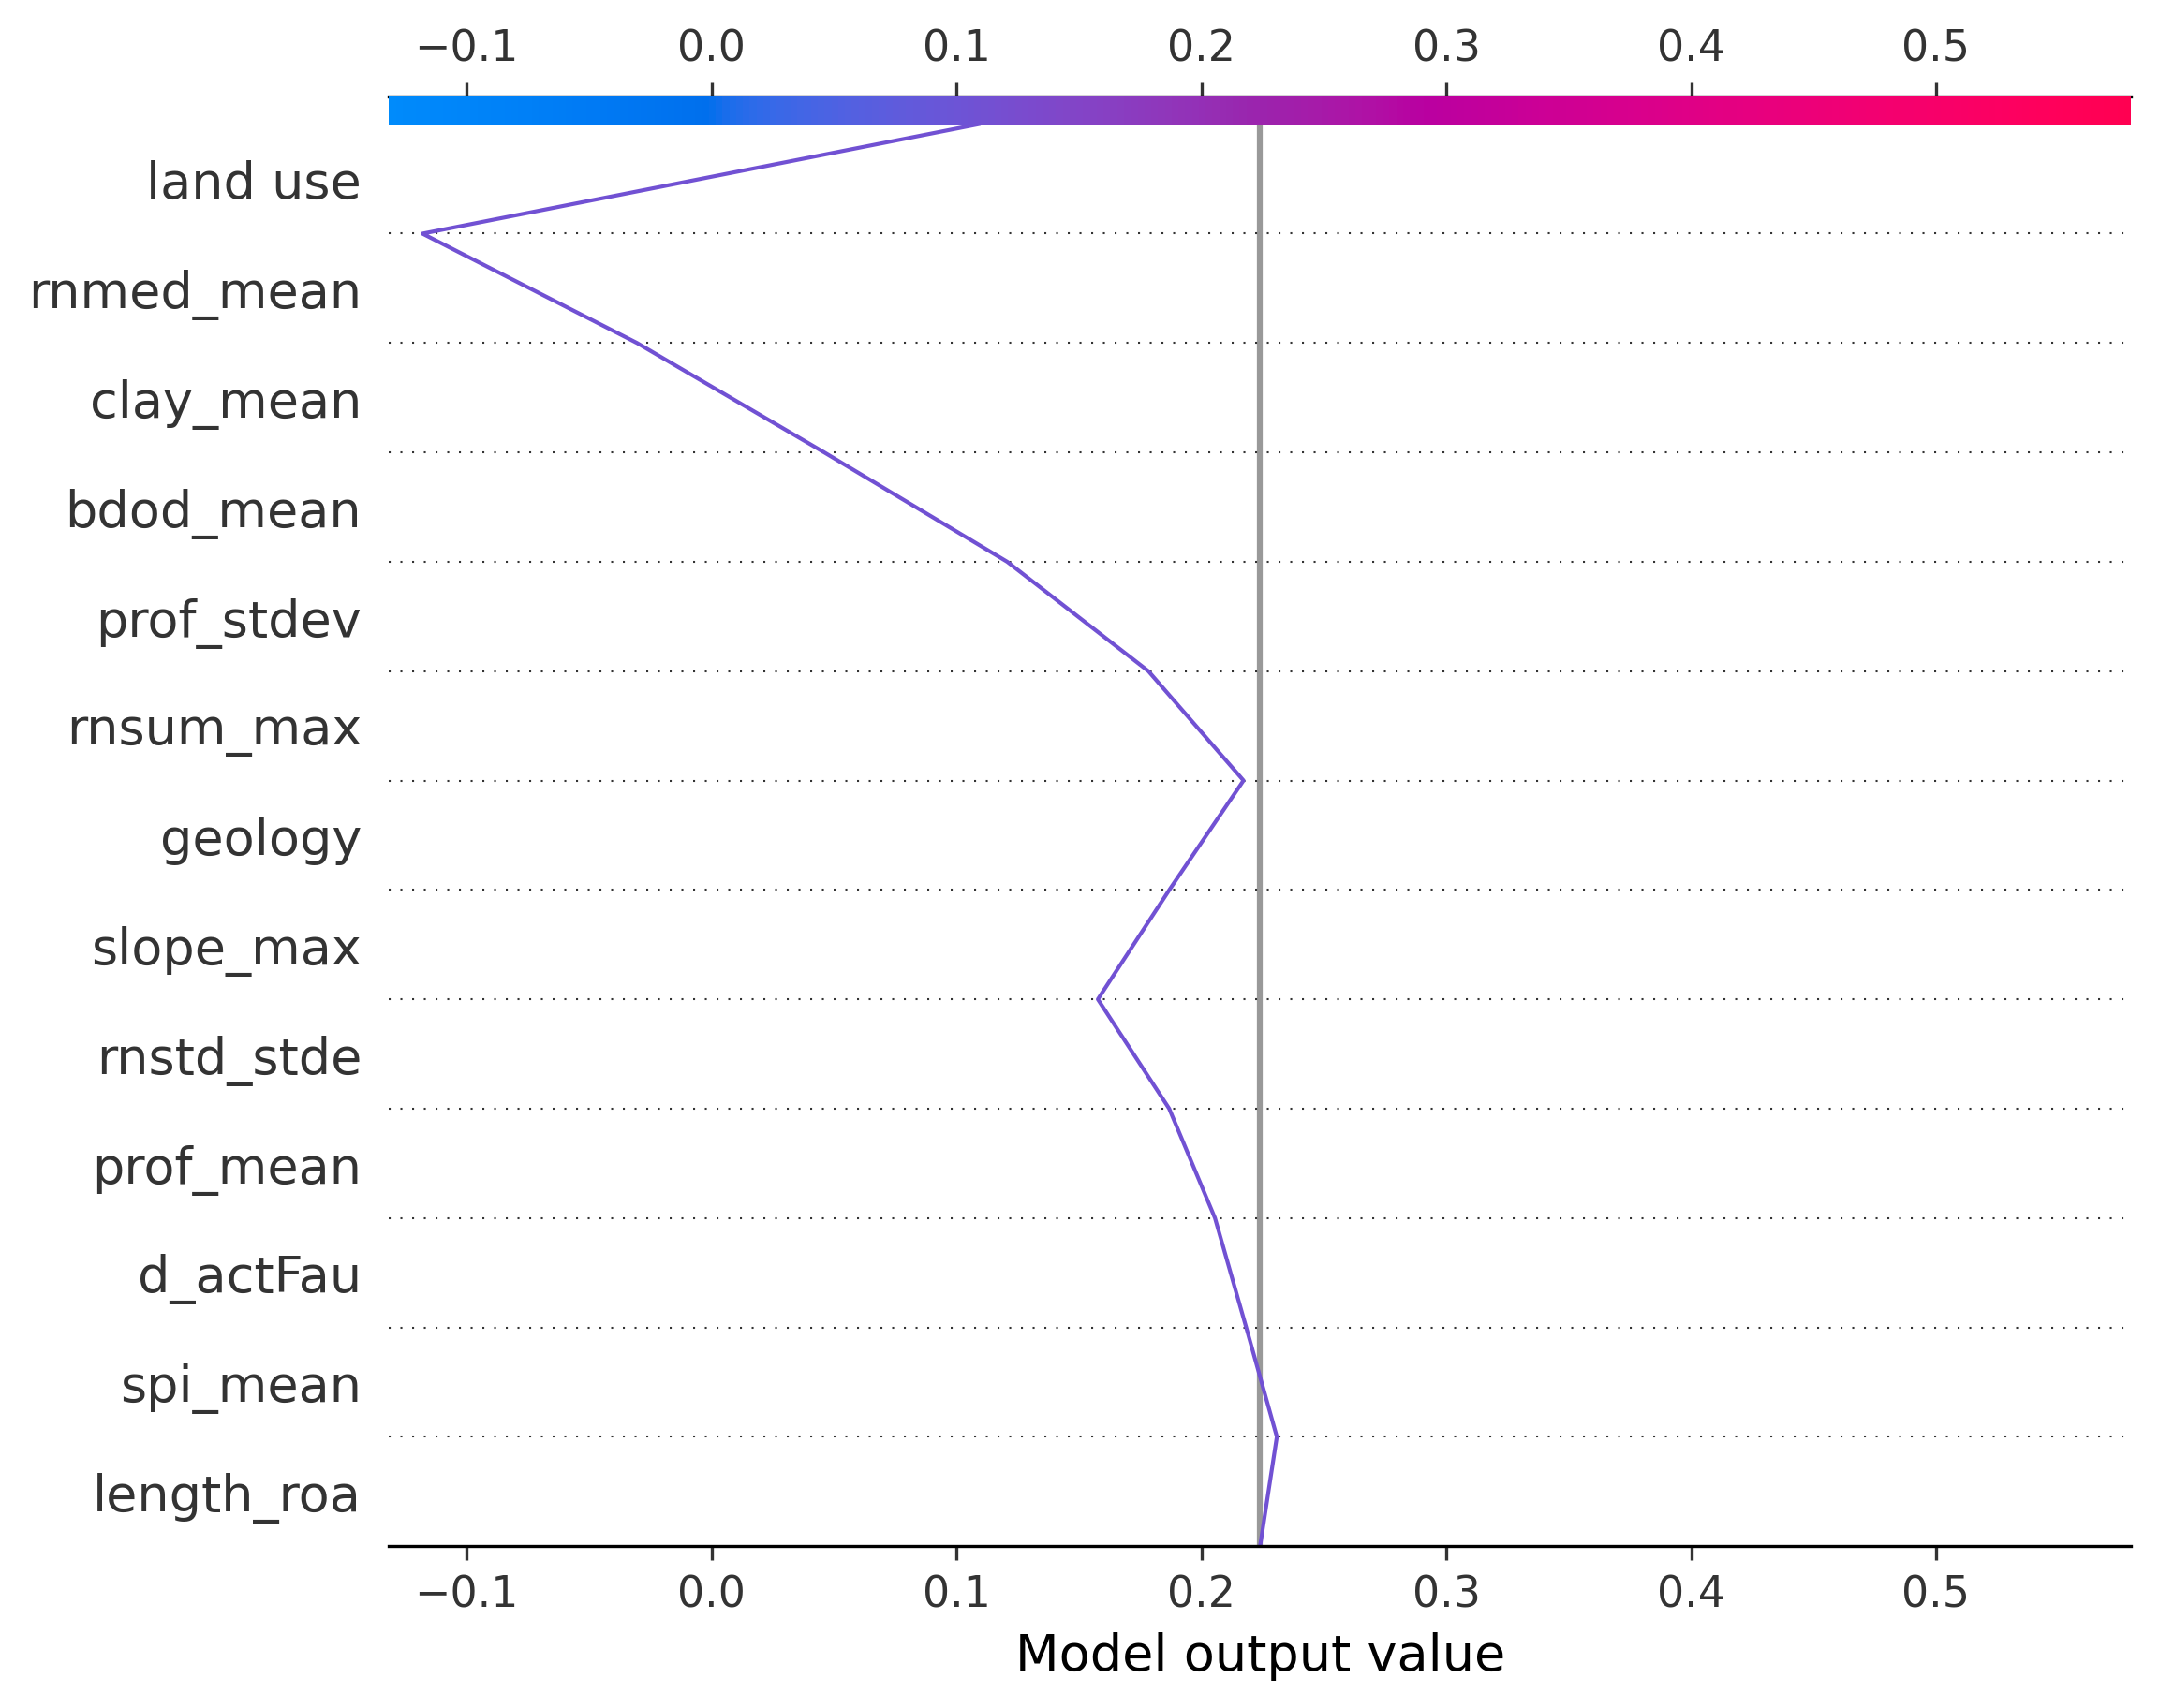 −0.1 0.0 0.1 0.2 0.3 0.4 0.5
land use
rnmed_mean
clay_mean
bdod_mean
prof_stdev
rnsum_max
geology
slope_max
rnstd_stde
prof_mean
d_actFau
spi_mean
length_roa
−0.1 0.0 0.1 0.2 0.3 0.4 0.5
Model output value